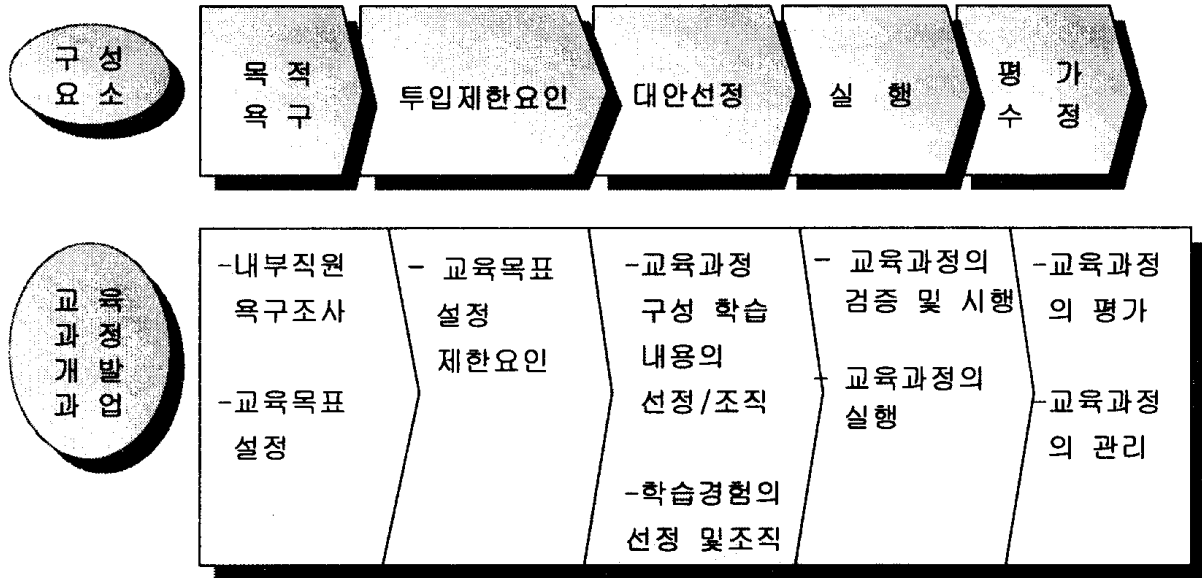 구 성
요 소
목 적
욕 구
투입제한요인
대안선정
실 행
평 가
수 정
교 육
과 정
개 발
과 업
-내부직원
욕구조사
-교육목표
설정
- 교육목표
설정
제한요인
-교육과정
구성 학습
내용의
선정/조직
-학습경험의
선정 및조직
- 교육과정의
검증 및 시행
- 교육과정의
실행
-교육과정
의 평가
-교육과정
의 관리